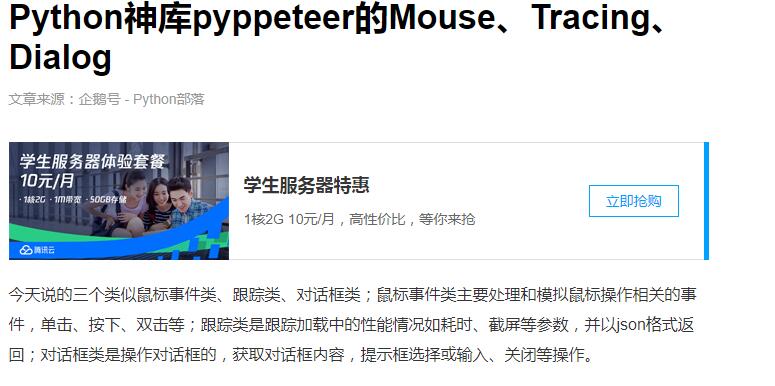 Python神库pyppeteer的Mouse、Tracing、
Dialog
文章来源：企鹅号 - Python部落
学生服务器体验套餐
10元/月
·1核2G ·1M带宽 ·50GB存储
腾讯云
学生服务器特惠
1核2G 10元/月，高性价比，等你来抢
立即抢购
今天说的三个类似鼠标事件类、跟踪类、对话框类；鼠标事件类主要处理和模拟鼠标操作相关的事
件，单击、按下、双击等；跟踪类是跟踪加载中的性能情况如耗时、截屏等参数，并以json格式返
回；对话框类是操作对话框的，获取对话框内容，提示框选择或输入、关闭等操作。